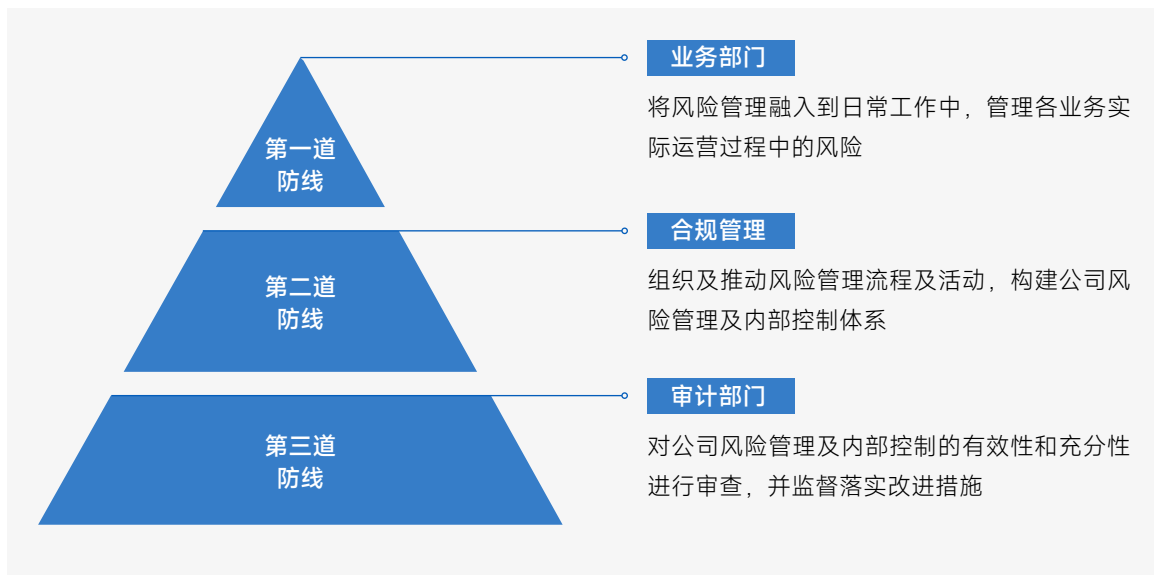 第一道
防线
业务部门
将风险管理融入到日常工作中，管理各业务实
际运营过程中的风险
第二道
防线
合规管理
组织及推动风险管理流程及活动，构建公司风
险管理及内部控制体系
第三道
防线
审计部门
对公司风险管理及内部控制的有效性和充分性
进行审查，并监督落实改进措施